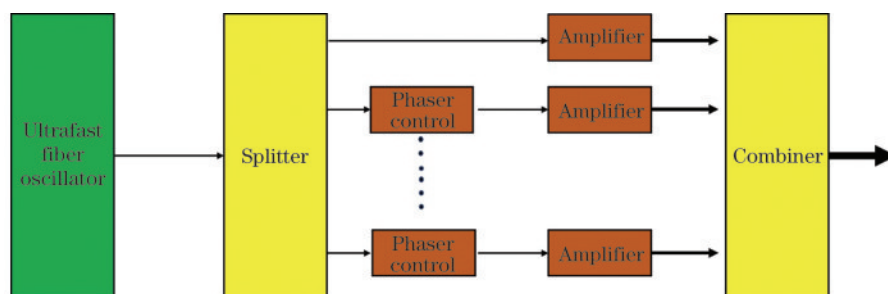 Ultrafast
fiber
oscillator
Splitter
Amplifier
Phaser
control
Amplifier
Phaser
control
Amplifier
Combiner